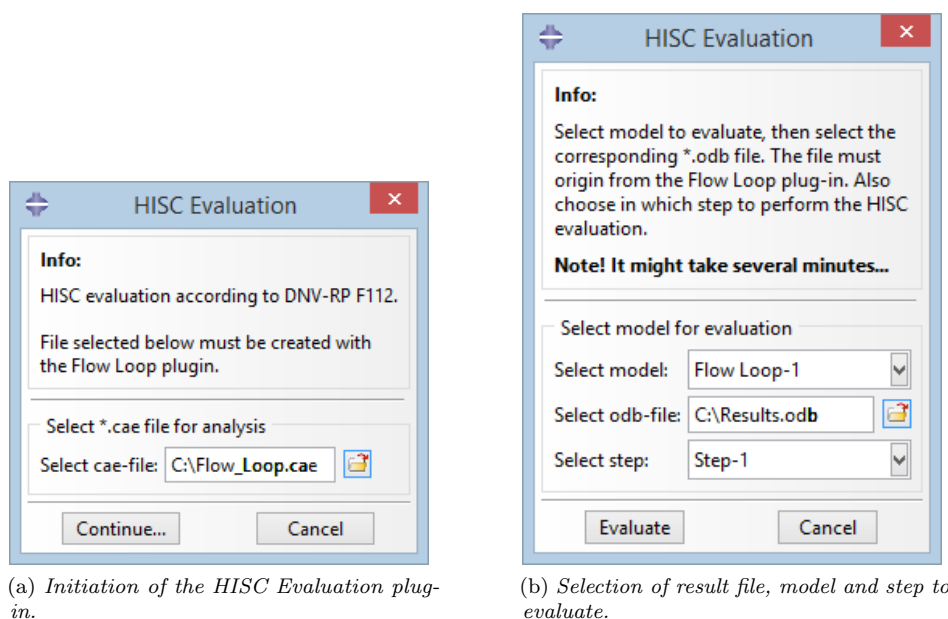 HISC Evaluation
Info:
HISC evaluation according to DNV-RP F112.
File selected below must be created with
the Flow Loop plugin.
Select *.cae file for analysis
Select cae-file: C:\Flow_Loop.cae
Continue... Cancel
(a) Initiation of the HISC Evaluation plug-
in.
HISC Evaluation
Info:
Select model to evaluate, then select the
corresponding *.odb file. The file must
origin from the Flow Loop plug-in. Also
choose in which step to perform the HISC
evaluation.
Note! It might take several minutes...
Select model for evaluation
Select model: Flow Loop-1
Select odb-file: C:\Results.odb
Select step: Step-1
Evaluate Cancel
(b) Selection of result file, model and step to
evaluate.